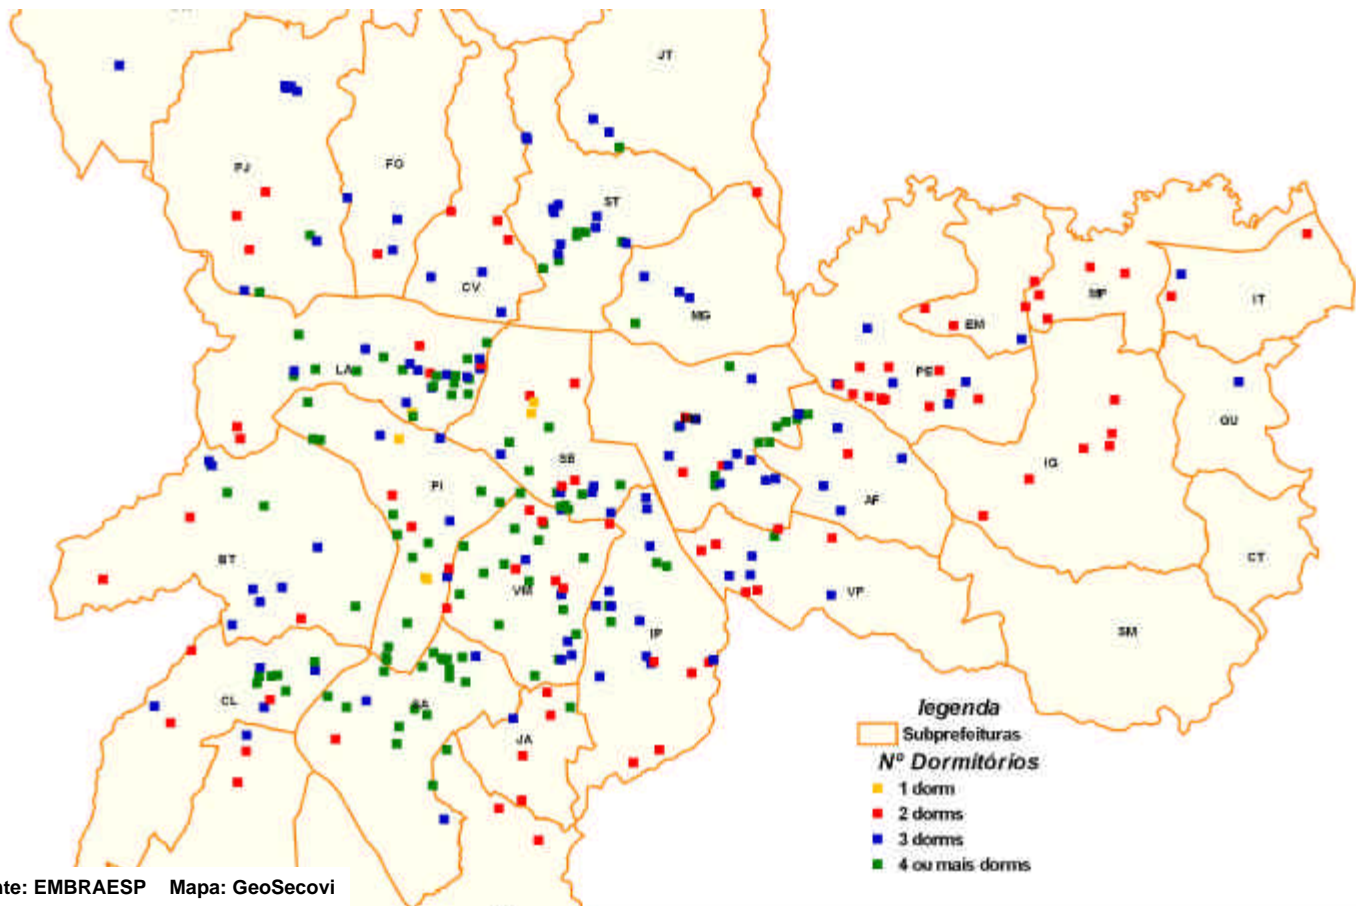 JT
PJ
FO
ST
CV
MG
MP
IT
EM
LA
PE
GU
SE
PI
IG
AF
BT
VM
CT
VP
IP
SM
CL
SA
JA
legenda
Subprefeituras
Nº Dormitórios
1 dorm
2 dorms
3 dorms
4 ou mais dorms
nte: EMBRAESP Mapa: GeoSecovi